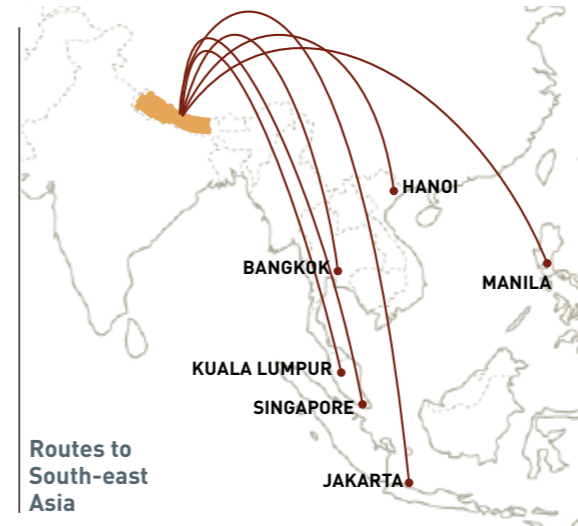 HANOI
BANGKOK
MANILA
KUALA LUMPUR
SINGAPORE
JAKARTA
Routes to
South-east
Asia